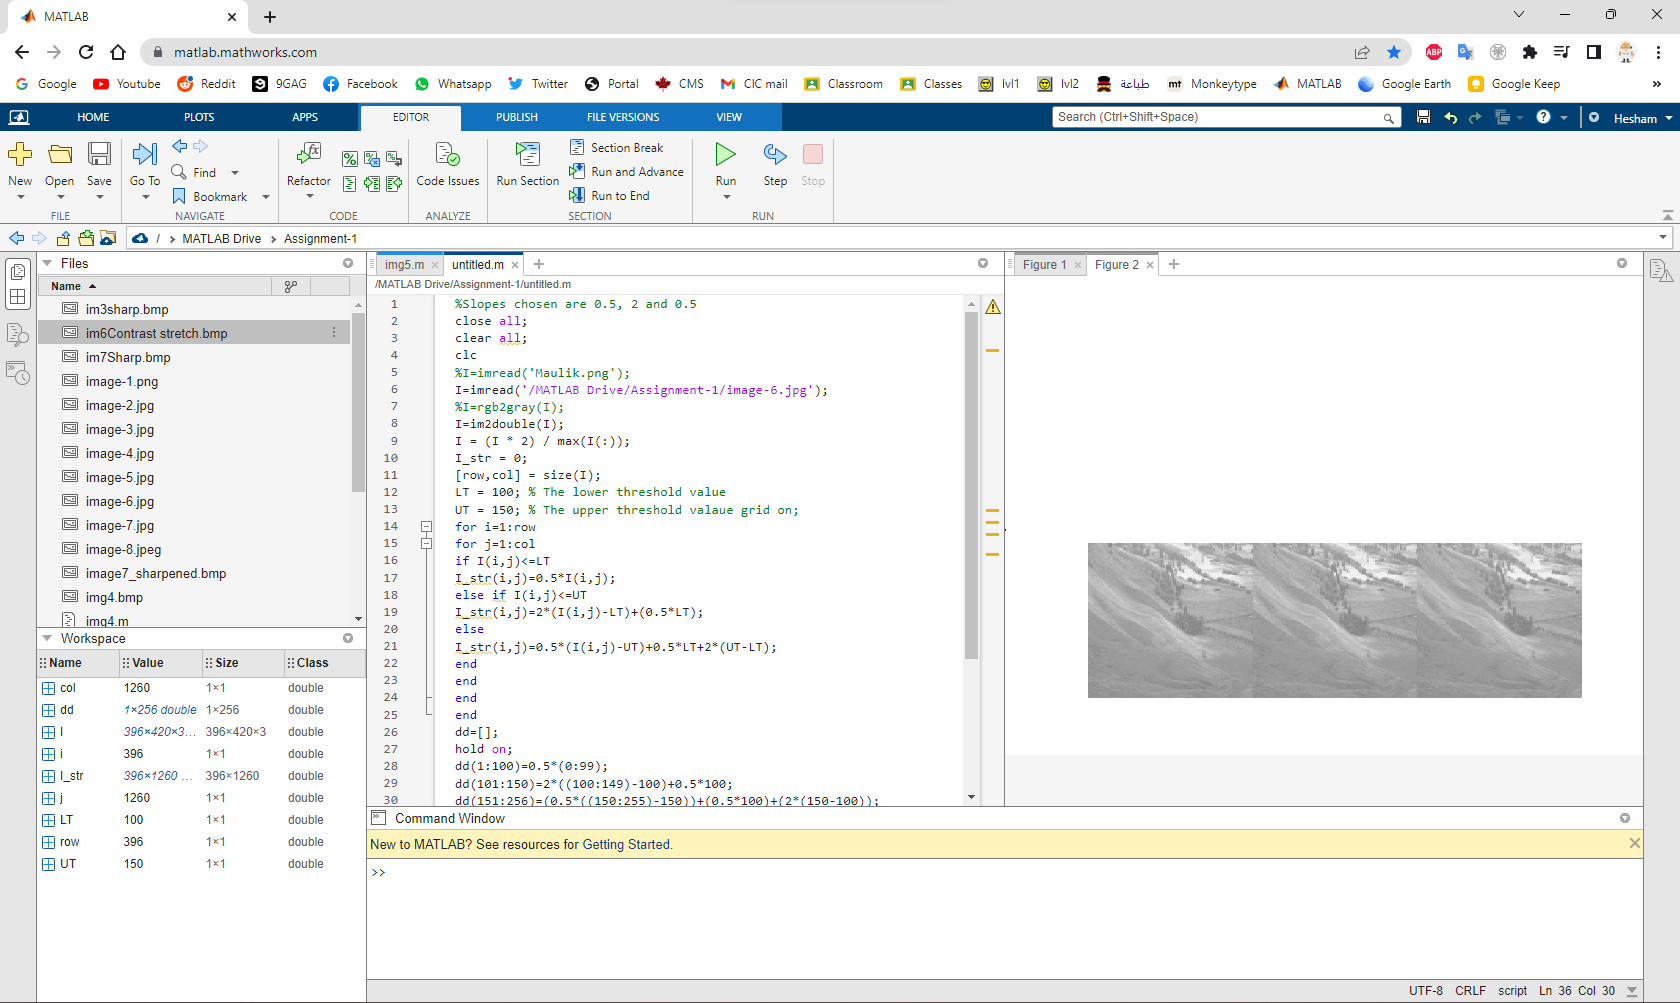 MATLAB
matlab.mathworks.com
Google Youtube Reddit 9GAG Facebook Whatsapp Twitter Portal CMS CIC mail Classroom Classes lvl1 lvl2 طباعة mt Monkeytype MATLAB Google Earth Google Keep »
HOME PLOTS APPS EDITOR PUBLISH FILE VERSIONS VIEW Search (Ctrl+Shift+Space) Hesham
New Open Save Go To Find Bookmark Refactor Code Issues Run Section Section Break Run and Advance Run to End Run Step Stop
FILE NAVIGATE CODE ANALYZE SECTION RUN
/ › MATLAB Drive › Assignment-1
Files
Name
im3sharp.bmp
im6Contrast stretch.bmp
im7Sharp.bmp
image-1.png
image-2.jpg
image-3.jpg
image-4.jpg
image-5.jpg
image-6.jpg
image-7.jpg
image-8.jpeg
image7_sharpened.bmp
img4.bmp
img4.m
Workspace
Name Value Size Class
col 1260 1×1 double
dd 1×256 double 1×256 double
I 396×420×3... 396×420×3 double
i 396 1×1 double
I_str 396×1260 ... 396×1260 double
j 1260 1×1 double
LT 100 1×1 double
row 396 1×1 double
UT 150 1×1 double
img5.m untitled.m
/MATLAB Drive/Assignment-1/untitled.m
1 %Slopes chosen are 0.5, 2 and 0.5
2 close all;
3 clear all;
4 clc
5 %I=imread('Maulik.png');
6 I=imread('/MATLAB Drive/Assignment-1/image-6.jpg');
7 %I=rgb2gray(I);
8 I=im2double(I);
9 I = (I * 2) / max(I(:));
10 I_str = 0;
11 [row,col] = size(I);
12 LT = 100; % The lower threshold value
13 UT = 150; % The upper threshold valaue grid on;
14 for i=1:row
15 for j=1:col
16 if I(i,j)<=LT
17 I_str(i,j)=0.5*I(i,j);
18 else if I(i,j)<=UT
19 I_str(i,j)=2*(I(i,j)-LT)+(0.5*LT);
20 else
21 I_str(i,j)=0.5*(I(i,j)-UT)+0.5*LT+2*(UT-LT);
22 end
23 end
24 end
25 end
26 dd=[];
27 hold on;
28 dd(1:100)=0.5*(0:99);
29 dd(101:150)=2*((100:149)-100)+0.5*100;
30 dd(151:256)=(0.5*((150:255)-150))+(0.5*100)+(2*(150-100));
Figure 1 Figure 2
Command Window
New to MATLAB? See resources for Getting Started.
>>
UTF-8 CRLF script Ln 36 Col 30